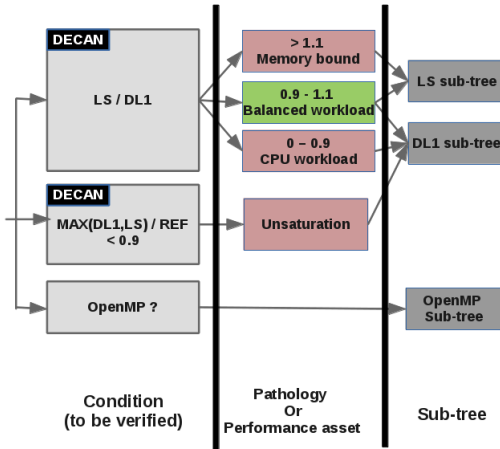 DECAN
LS / DL1
> 1.1
Memory bound
0.9 - 1.1
Balanced workload
0 – 0.9
CPU workload
LS sub-tree
DL1 sub-tree
DECAN
MAX(DL1,LS) / REF
< 0.9
Unsaturation
OpenMP ?
OpenMP
Sub-tree
Condition
(to be verified)
Pathology
Or
Performance asset
Sub-tree